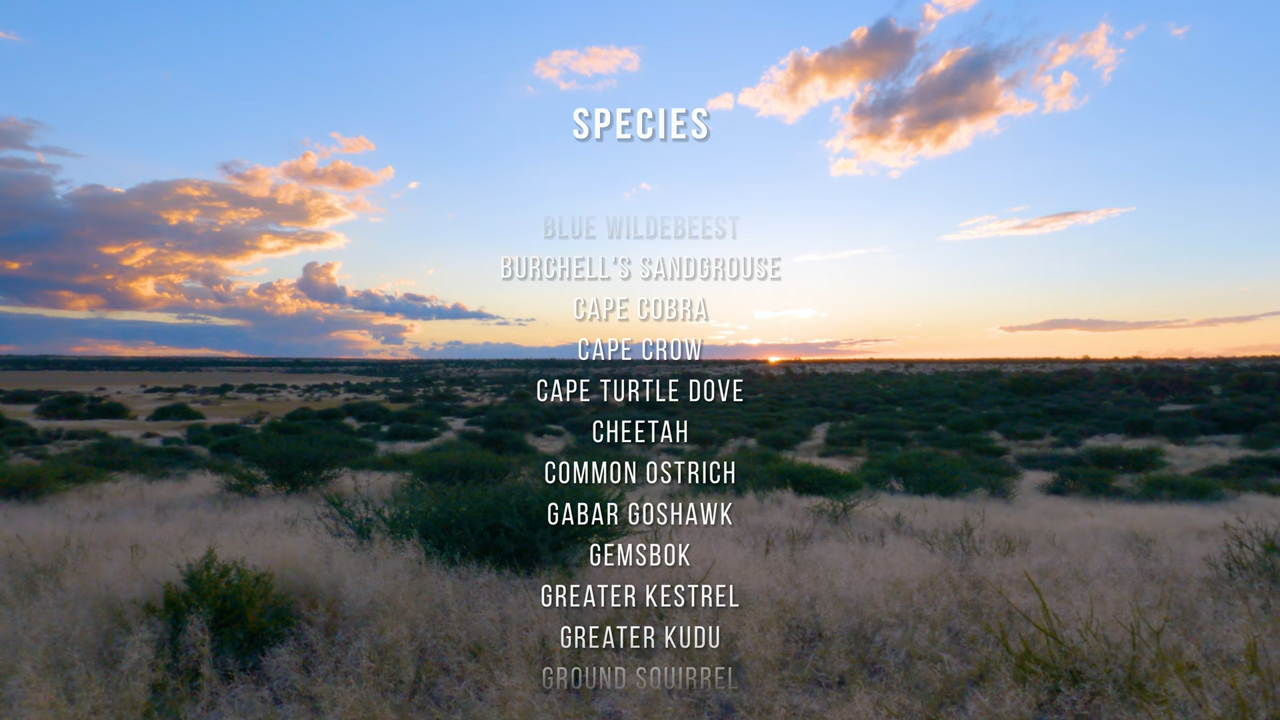 SPECIES
BLUE WILDEBEEST
BURCHELL'S SANDGROUSE
CAPE COBRA
CAPE CROW
CAPE TURTLE DOVE
CHEETAH
COMMON OSTRICH
GABAR GOSHAWK
GEMSBOK
GREATER KESTREL
GREATER KUDU
GROUND SQUIRREL